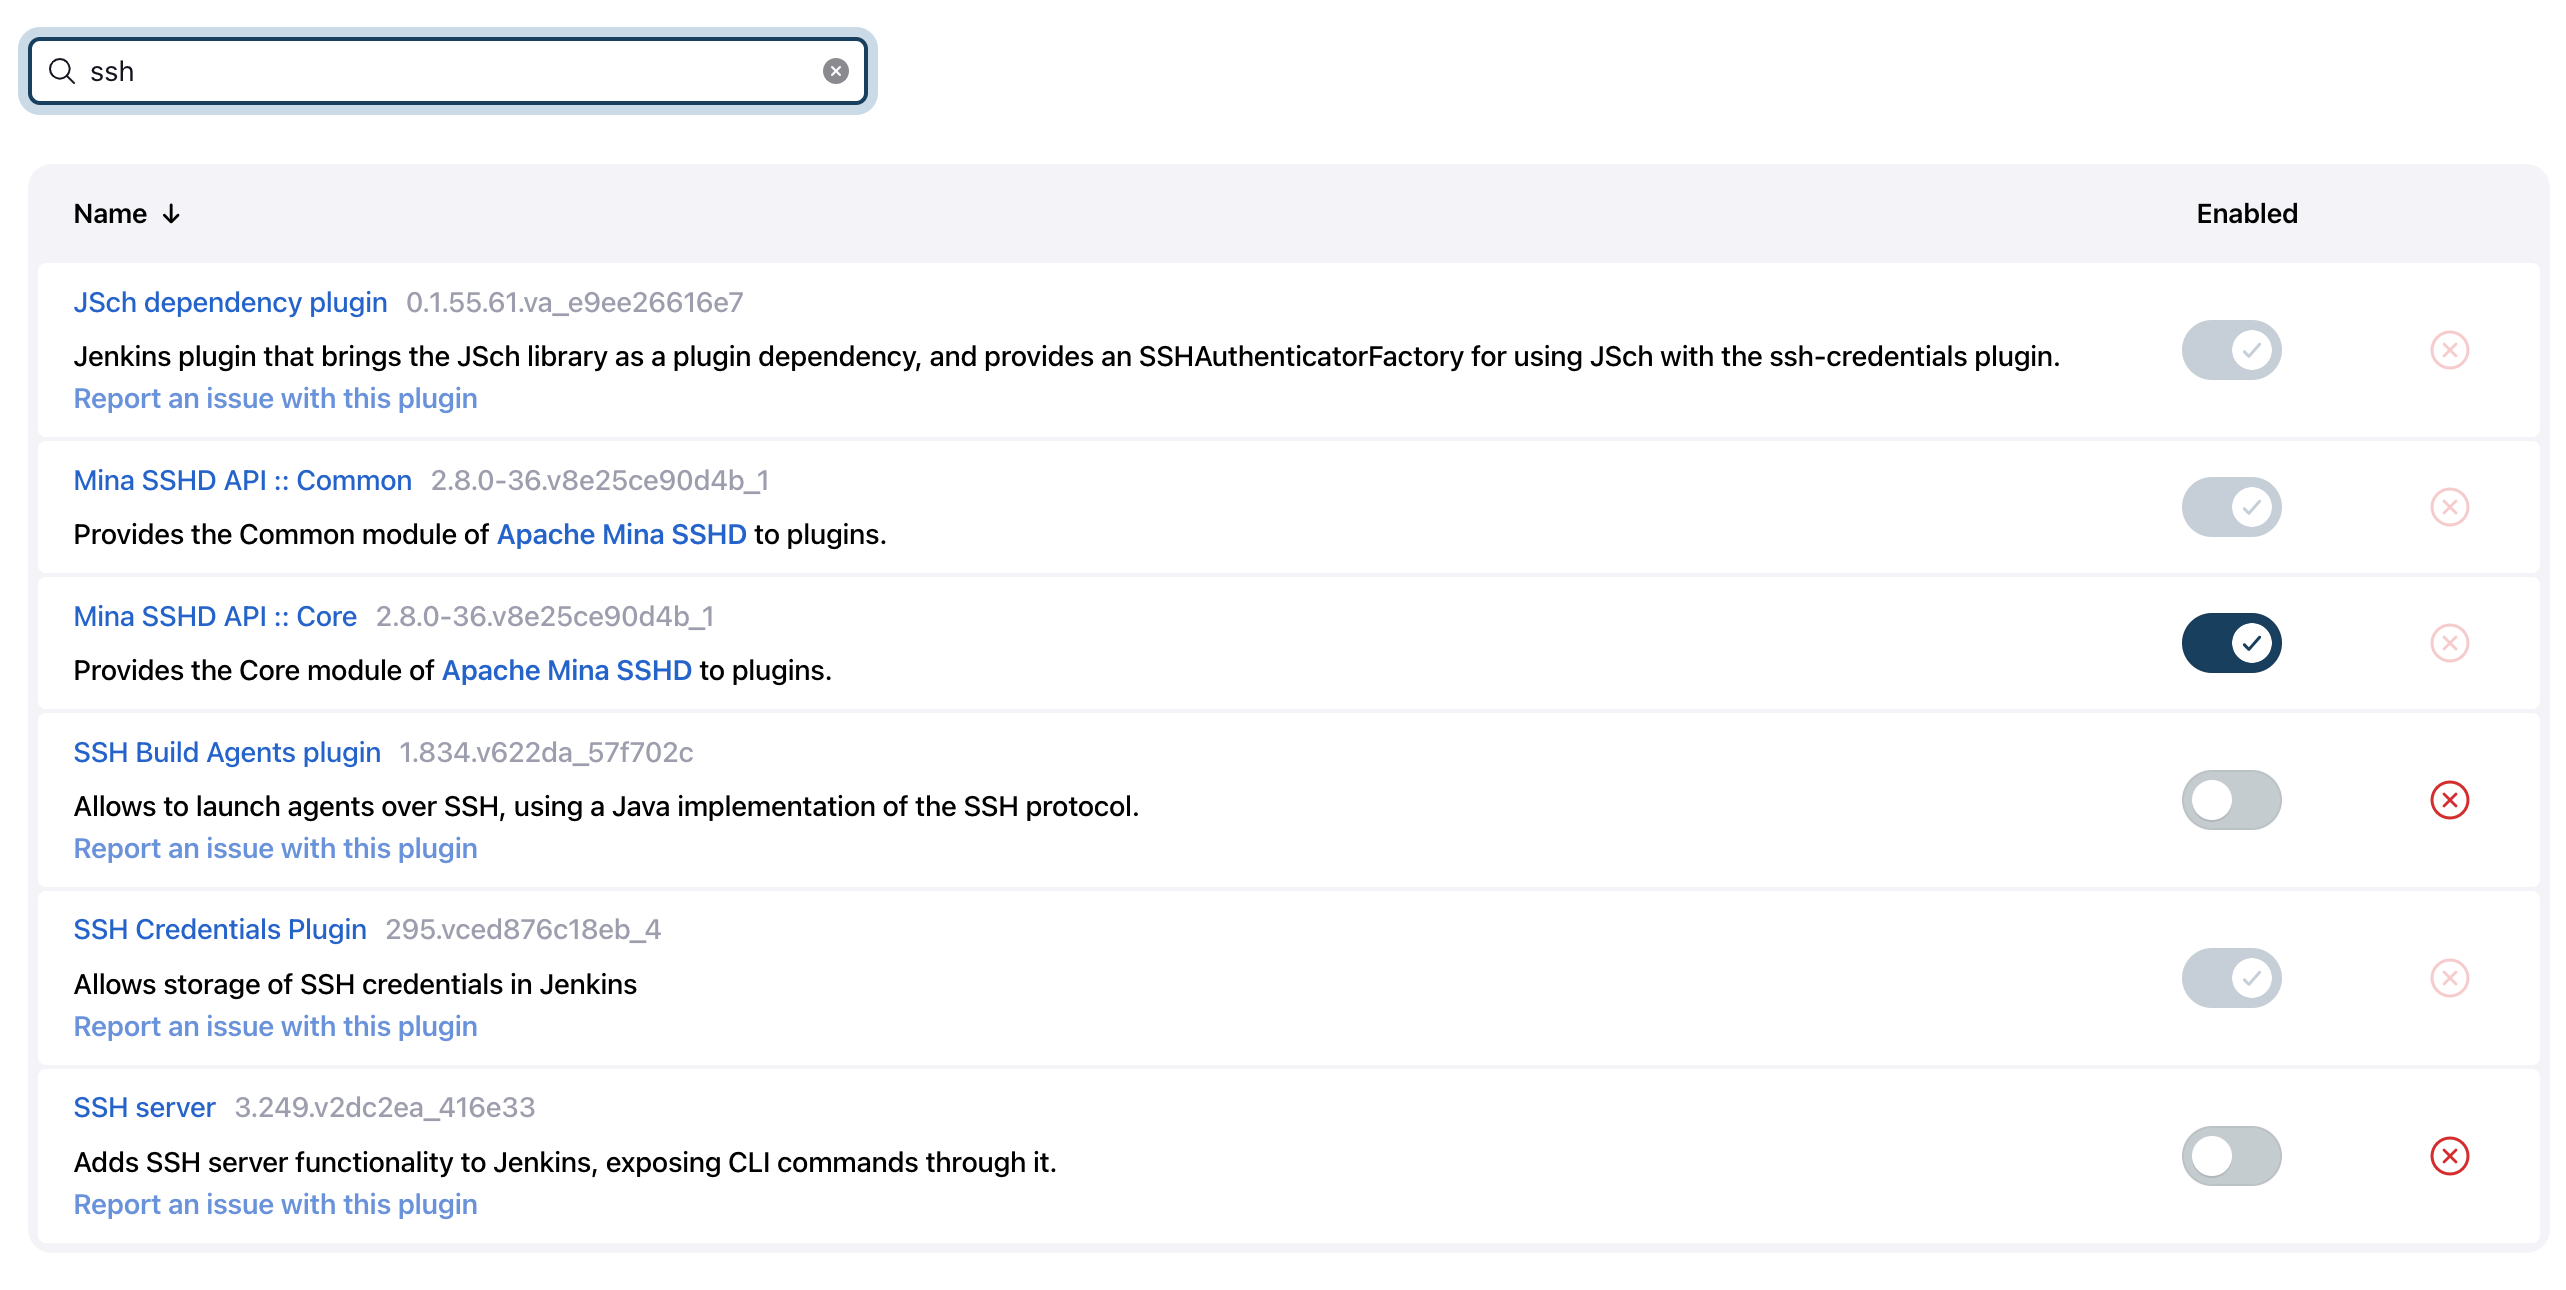 ssh
Name ↓ Enabled
JSch dependency plugin 0.1.55.61.va_e9ee26616e7
Jenkins plugin that brings the JSch library as a plugin dependency, and provides an SSHAuthenticatorFactory for using JSch with the ssh-credentials plugin.
Report an issue with this plugin
Mina SSHD API :: Common 2.8.0-36.v8e25ce90d4b_1
Provides the Common module of Apache Mina SSHD to plugins.
Mina SSHD API :: Core 2.8.0-36.v8e25ce90d4b_1
Provides the Core module of Apache Mina SSHD to plugins.
SSH Build Agents plugin 1.834.v622da_57f702c
Allows to launch agents over SSH, using a Java implementation of the SSH protocol.
Report an issue with this plugin
SSH Credentials Plugin 295.vced876c18eb_4
Allows storage of SSH credentials in Jenkins
Report an issue with this plugin
SSH server 3.249.v2dc2ea_416e33
Adds SSH server functionality to Jenkins, exposing CLI commands through it.
Report an issue with this plugin